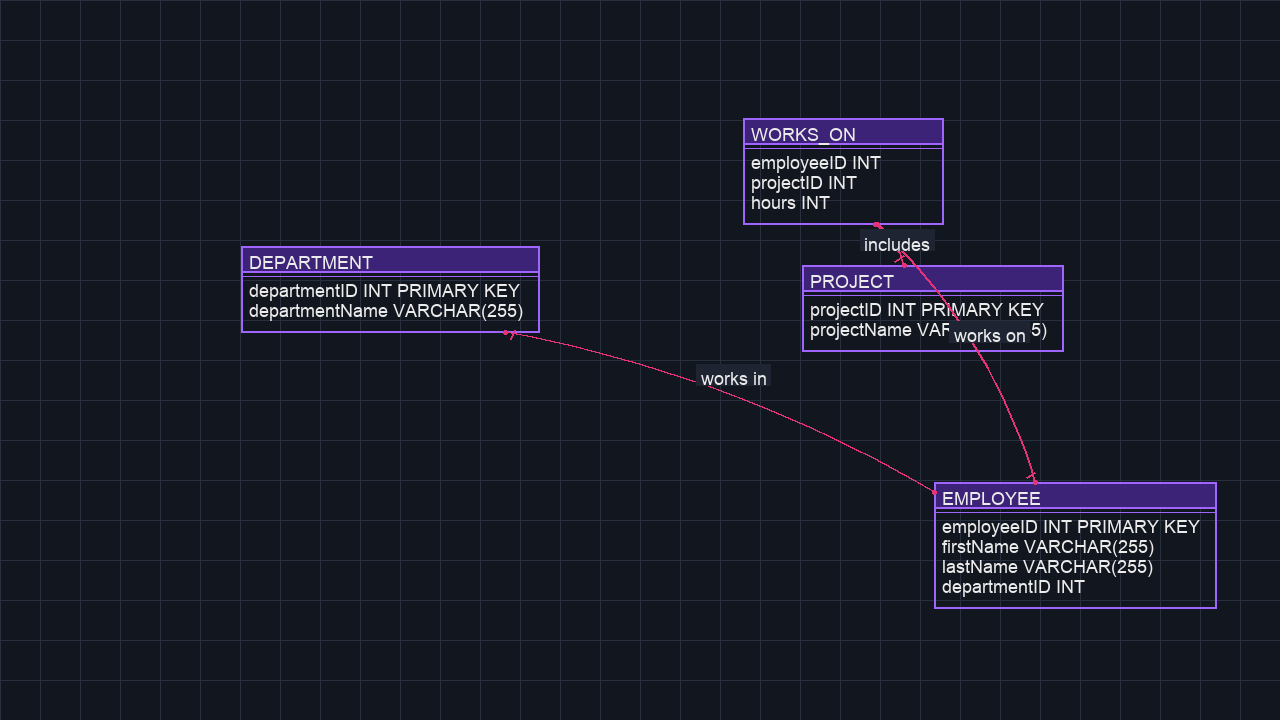 WORKS_ON
employeeID INT
projectID INT
hours INT
includes
DEPARTMENT
departmentID INT PRIMARY KEY
departmentName VARCHAR(255)
PROJECT
projectID INT PRIMARY KEY
projectName VAR 5)
works on
works in
EMPLOYEE
employeeID INT PRIMARY KEY
firstName VARCHAR(255)
lastName VARCHAR(255)
departmentID INT